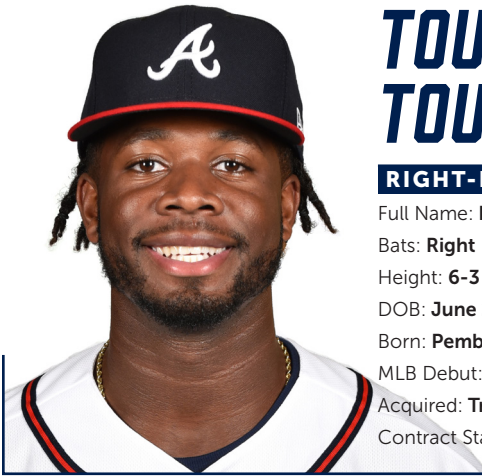 A
TOU
TOU
RIGHT-
Full Name:
Bats: Right
Height: 6-3
DOB: June
Born: Pemb
MLB Debut:
Acquired: Tr
Contract Sta